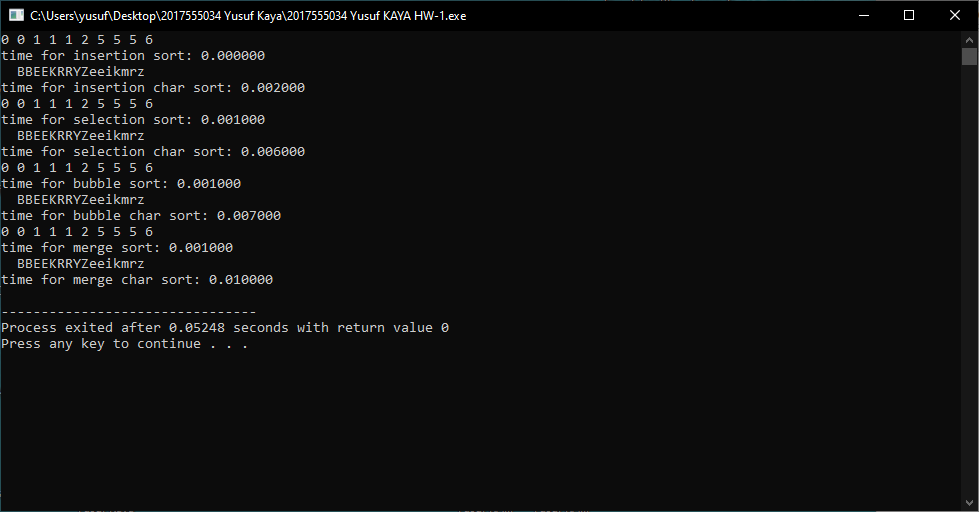 C:\Users\yusuf\Desktop\2017555034 Yusuf Kaya\2017555034 Yusuf KAYA HW-1.exe
0 0 1 1 1 2 5 5 5 6
time for insertion sort: 0.000000
  BBEEKRRYZeeikmrz
time for insertion char sort: 0.002000
0 0 1 1 1 2 5 5 5 6
time for selection sort: 0.001000
  BBEEKRRYZeeikmrz
time for selection char sort: 0.006000
0 0 1 1 1 2 5 5 5 6
time for bubble sort: 0.001000
  BBEEKRRYZeeikmrz
time for bubble char sort: 0.007000
0 0 1 1 1 2 5 5 5 6
time for merge sort: 0.001000
  BBEEKRRYZeeikmrz
time for merge char sort: 0.010000
--------------------------------
Process exited after 0.05248 seconds with return value 0
Press any key to continue . . .